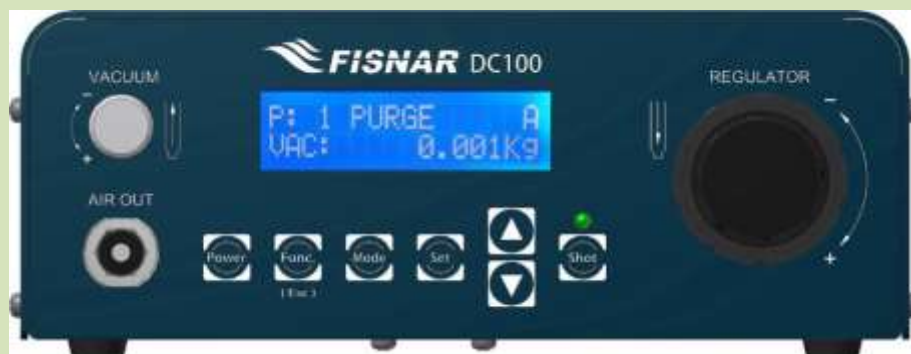 FISNAR DC100
VACUUM
REGULATOR
P: 1 PURGE A
VAC: 0.001Kg
AIR OUT
Power
Func.
Mode
Set
Shot
(Esc)